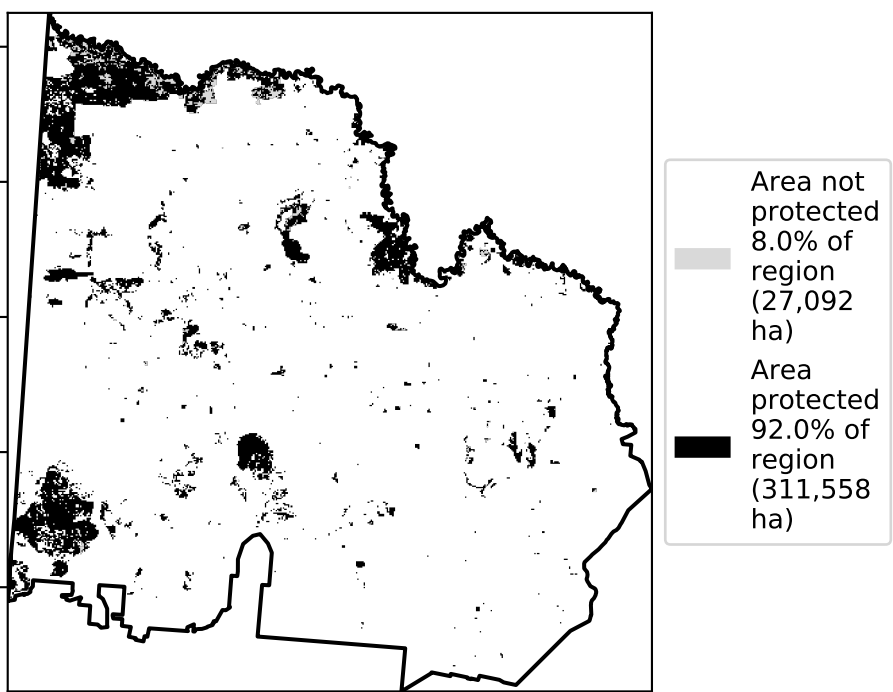 Area not
protected
8.0% of
region
(27,092
ha)
Area
protected
92.0% of
region
(311,558
ha)